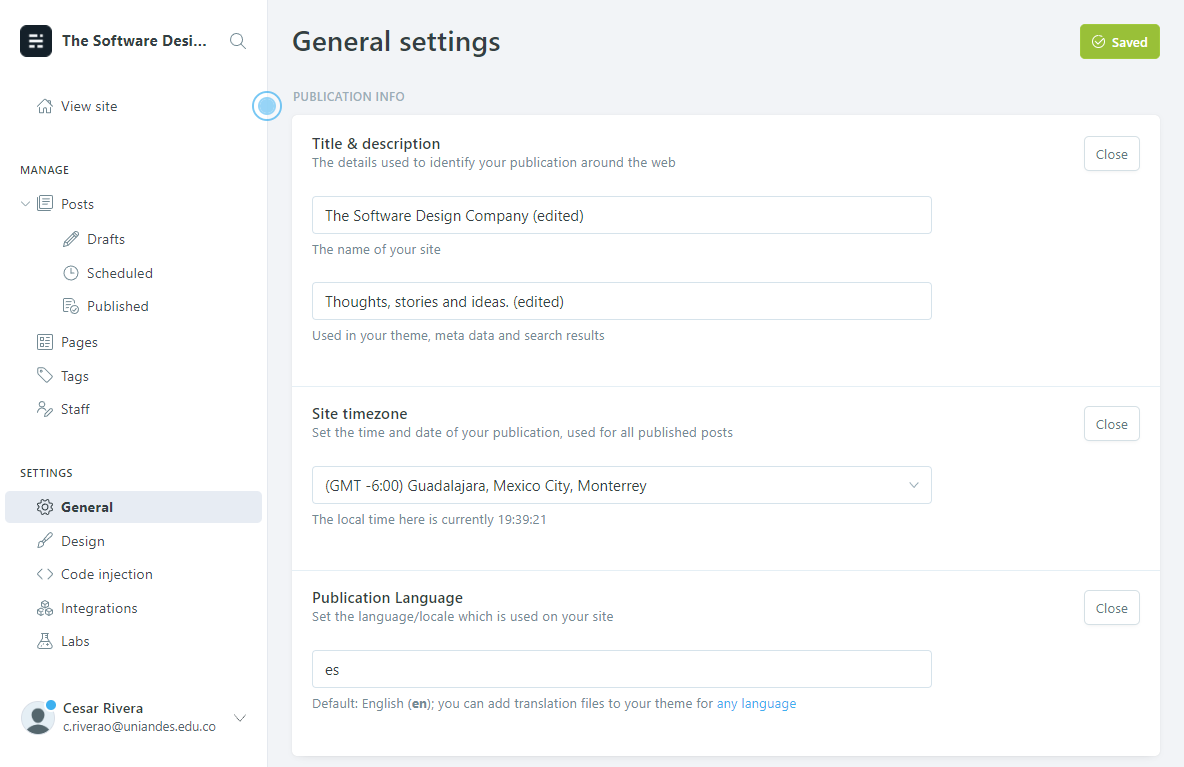 The Software Desi...
View site
MANAGE
Posts
Drafts
Scheduled
Published
Pages
Tags
Staff
SETTINGS
General
Design
Code injection
Integrations
Labs
Cesar Rivera
c.riverao@uniandes.edu.co
General settings
Saved
PUBLICATION INFO
Title & description
The details used to identify your publication around the web
Close
The Software Design Company (edited)
The name of your site
Thoughts, stories and ideas. (edited)
Used in your theme, meta data and search results
Site timezone
Set the time and date of your publication, used for all published posts
Close
(GMT -6:00) Guadalajara, Mexico City, Monterrey
The local time here is currently 19:39:21
Publication Language
Set the language/locale which is used on your site
Close
es
Default: English (en); you can add translation files to your theme for any language